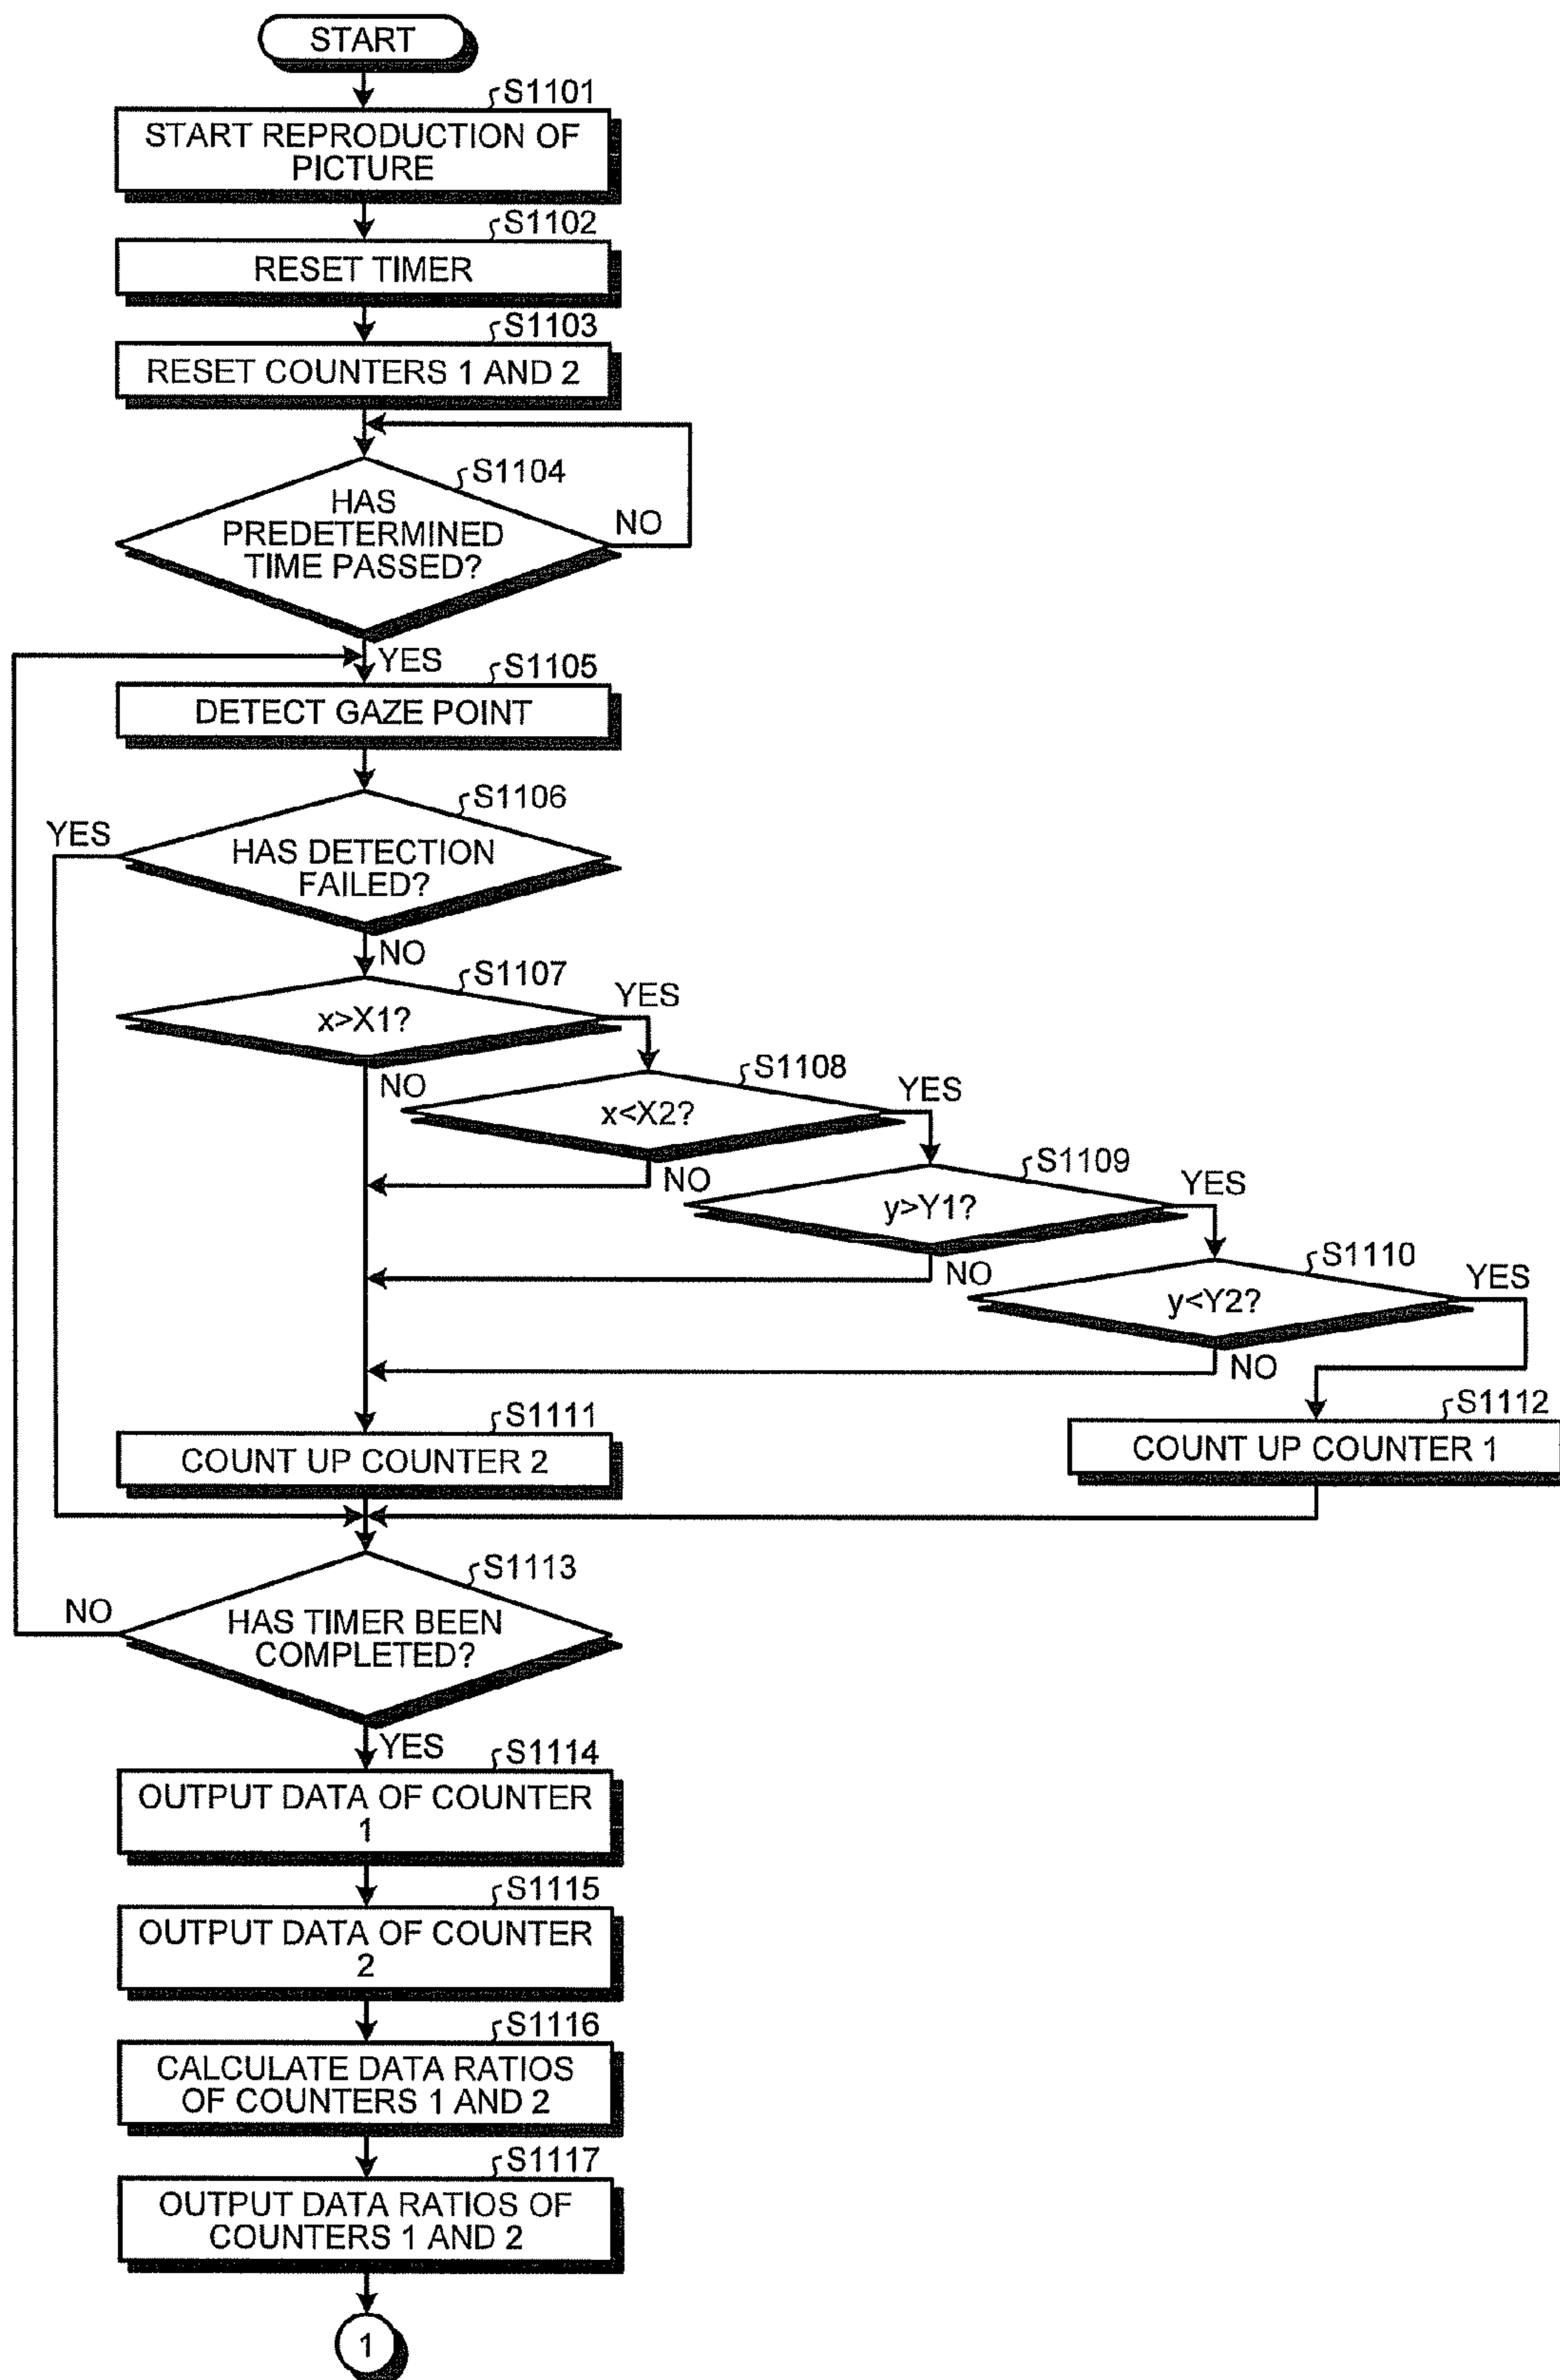 START
S1101
START REPRODUCTION OF
PICTURE
S1102
RESET TIMER
S1103
RESET COUNTERS 1 AND 2
S1104
HAS
PREDETERMINED
TIME PASSED?
NO
YES
S1105
DETECT GAZE POINT
S1106
YES
HAS DETECTION
FAILED?
NO
S1107
x>X1?
YES
NO
S1108
x<X2?
YES
NO
S1109
y>Y1?
YES
NO
S1110
y<Y2?
YES
NO
S1111
COUNT UP COUNTER 2
S1112
COUNT UP COUNTER 1
S1113
NO
HAS TIMER BEEN
COMPLETED?
YES
S1114
OUTPUT DATA OF COUNTER
1
S1115
OUTPUT DATA OF COUNTER
2
S1116
CALCULATE DATA RATIOS
OF COUNTERS 1 AND 2
S1117
OUTPUT DATA RATIOS OF
COUNTERS 1 AND 2
1